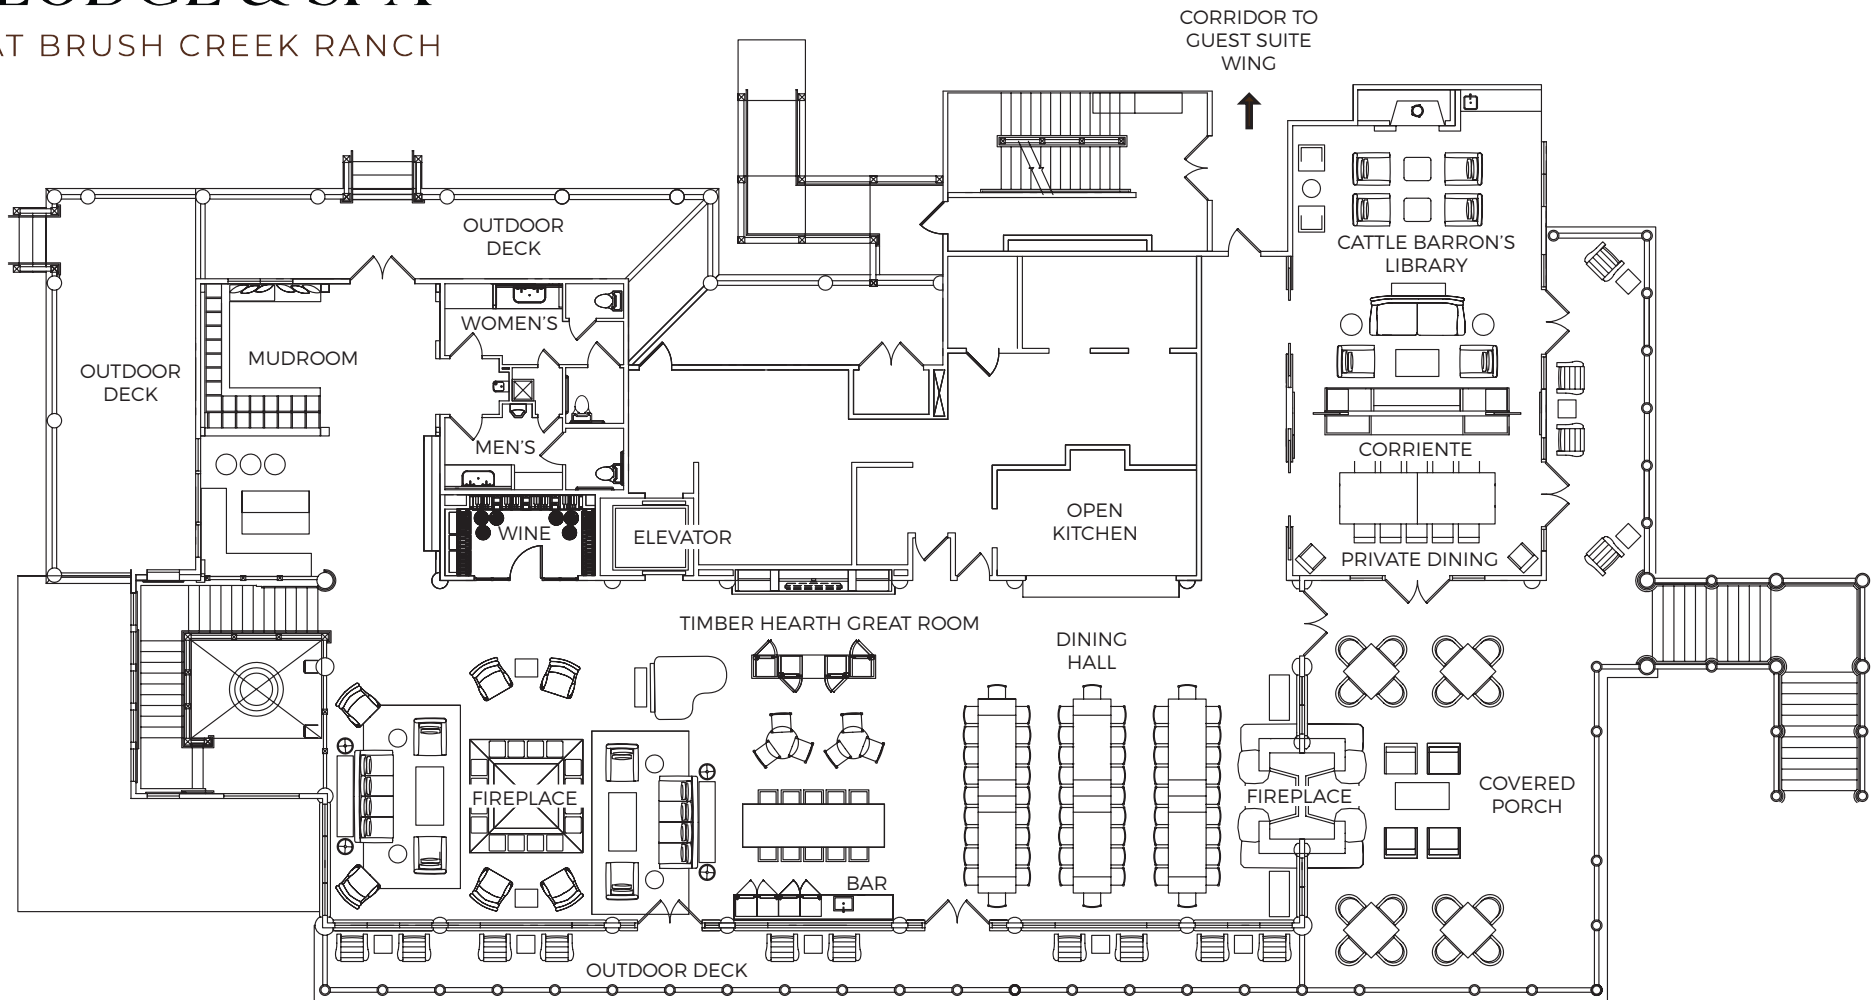 LODGE & SPA
AT BRUSH CREEK RANCH
CORRIDOR TO
GUEST SUITE
WING
OUTDOOR
DECK
CATTLE BARRON'S
LIBRARY
WOMEN'S
MUDROOM
OUTDOOR
DECK
MEN'S
CORRIENTE
OPEN
KITCHEN
WINE
ELEVATOR
PRIVATE DINING
TIMBER HEARTH GREAT ROOM
DINING
HALL
FIREPLACE
FIREPLACE
COVERED
PORCH
BAR
OUTDOOR DECK